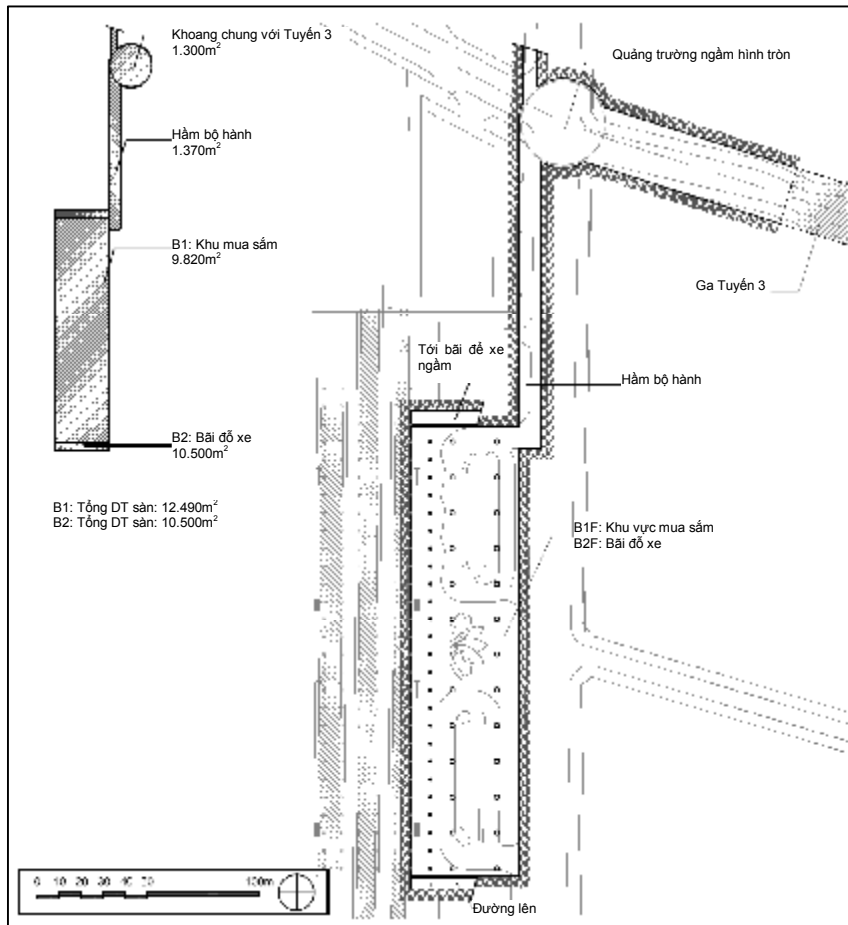 Khoang chung với Tuyến 3
1.300m²
Hầm bộ hành
1.370m²
B1: Khu mua sắm
9.820m²
B2: Bãi đỗ xe
10.500m²
B1: Tổng DT sàn: 12.490m²
B2: Tổng DT sàn: 10.500m²
Quảng trường ngầm hình tròn
Ga Tuyến 3
Tới bãi để xe
ngầm
Hầm bộ hành
B1F: Khu vực mua sắm
B2F: Bãi đỗ xe
Đường lên
0 10 20 30 40 50 100m